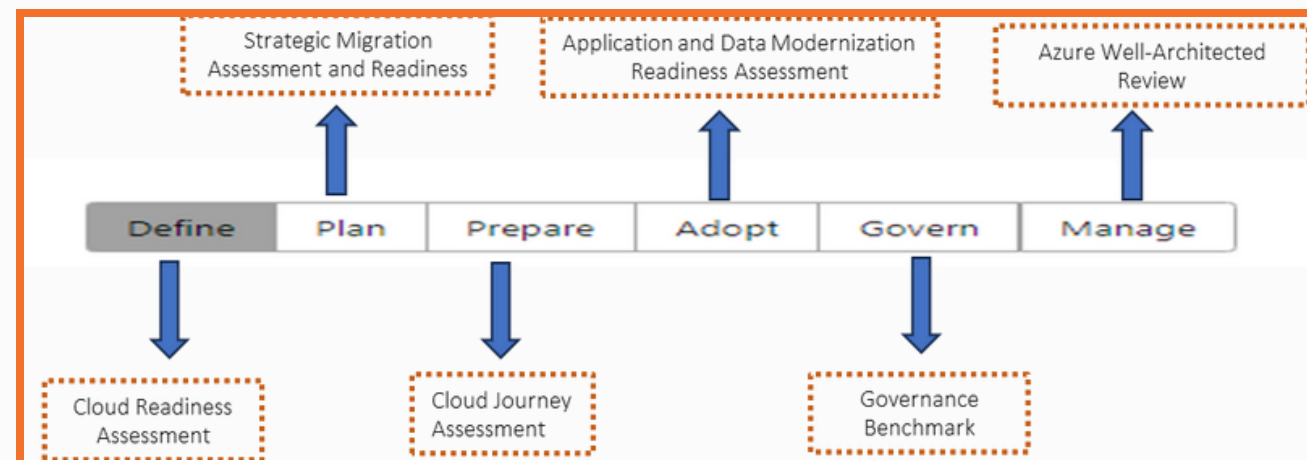 Strategic Migration
Assessment and Readiness
Application and Data Modernization
Readiness Assessment
Azure Well-Architected
Review
Define
Plan
Prepare
Adopt
Govern
Manage
Cloud Readiness
Assessment
Cloud Journey
Assessment
Governance
Benchmark